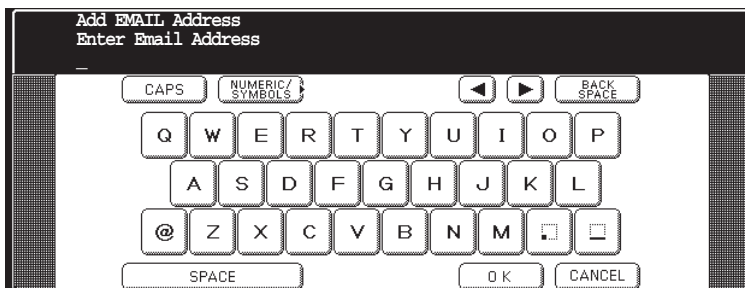 Add EMAIL Address
Enter Email Address
_
CAPS NUMERIC/ SYMBOLS BACK SPACE
Q W E R T Y U I O P
A S D F G H J K L
@ Z X C V B N M . _
SPACE OK CANCEL